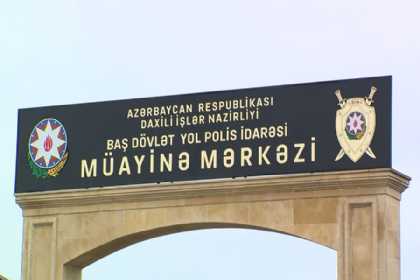 AZƏRBAYCAN RESPUBLİKASI
DAXİLİ İŞLƏR NAZİRLİYİ
BAŞ DÖVLƏT YOL POLİS İDARƏSİ
MÜAYİNƏ MƏRKƏZİ